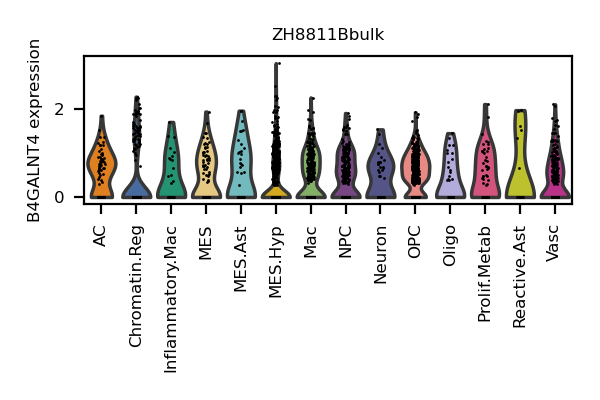 ZH8811Bbulk
B4GALNT4 expression
2
0
AC
Chromatin.Reg
Inflammatory.Mac
MES
MES.Ast
MES.Hyp
Mac
NPC
Neuron
OPC
Oligo
Prolif.Metab
Reactive.Ast
Vasc